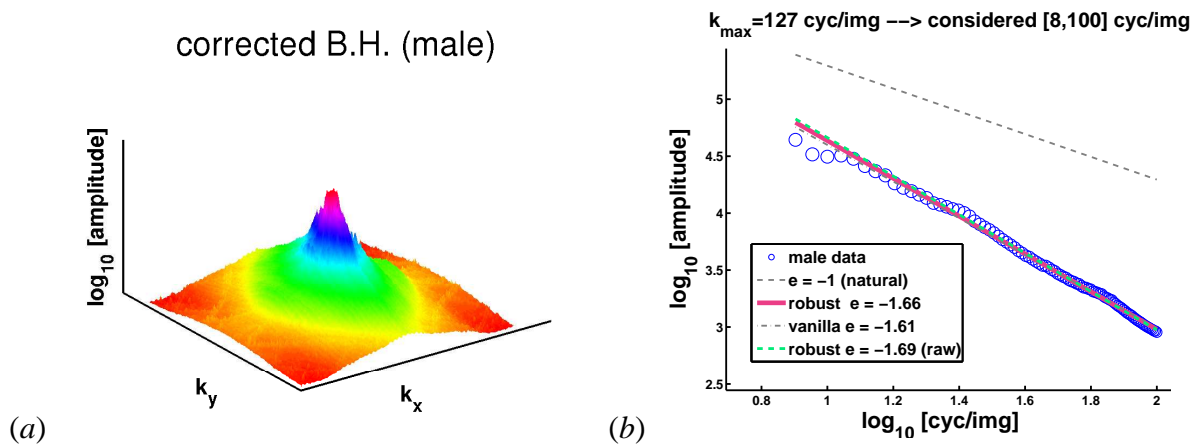 corrected B.H. (male)
log10 [amplitude]
ky
kx
(a)
kmax=127 cyc/img −−> considered [8,100] cyc/img
5
4.5
4
3.5
3
2.5
log10 [amplitude]
male data
e = −1 (natural)
robust e = −1.66
vanilla e = −1.61
robust e = −1.69 (raw)
0.8 1 1.2 1.4 1.6 1.8 2
log10 [cyc/img]
(b)